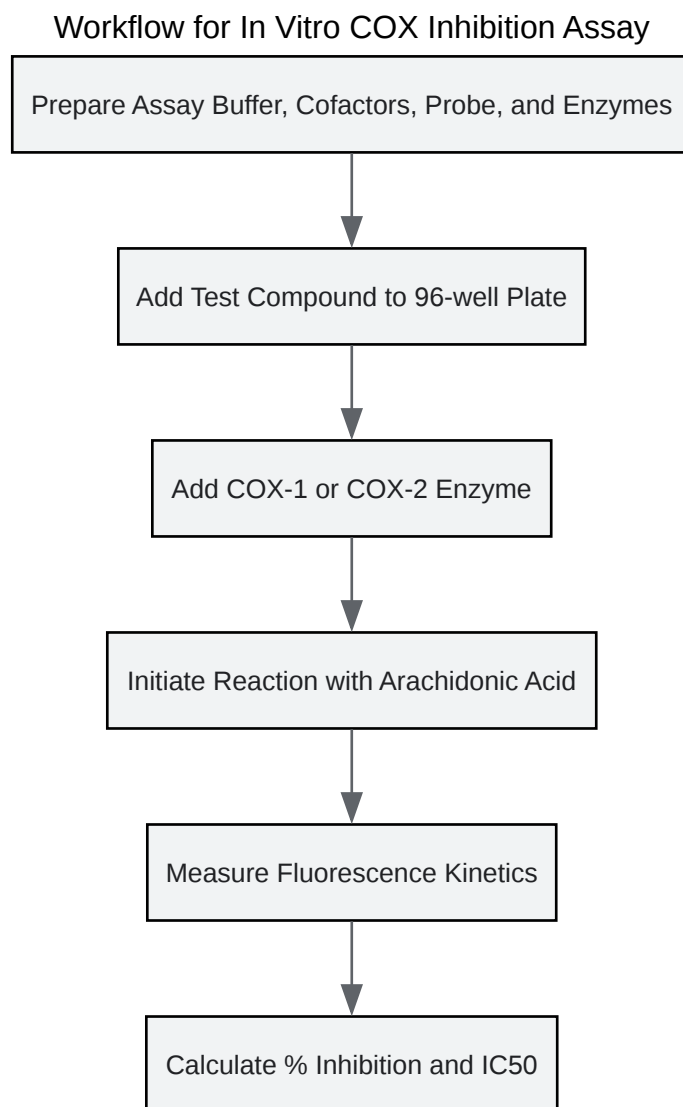 Workflow for In Vitro COX Inhibition Assay
Prepare Assay Buffer, Cofactors, Probe, and Enzymes
Add Test Compound to 96-well Plate
Add COX-1 or COX-2 Enzyme
Initiate Reaction with Arachidonic Acid
Measure Fluorescence Kinetics
Calculate % Inhibition and IC50